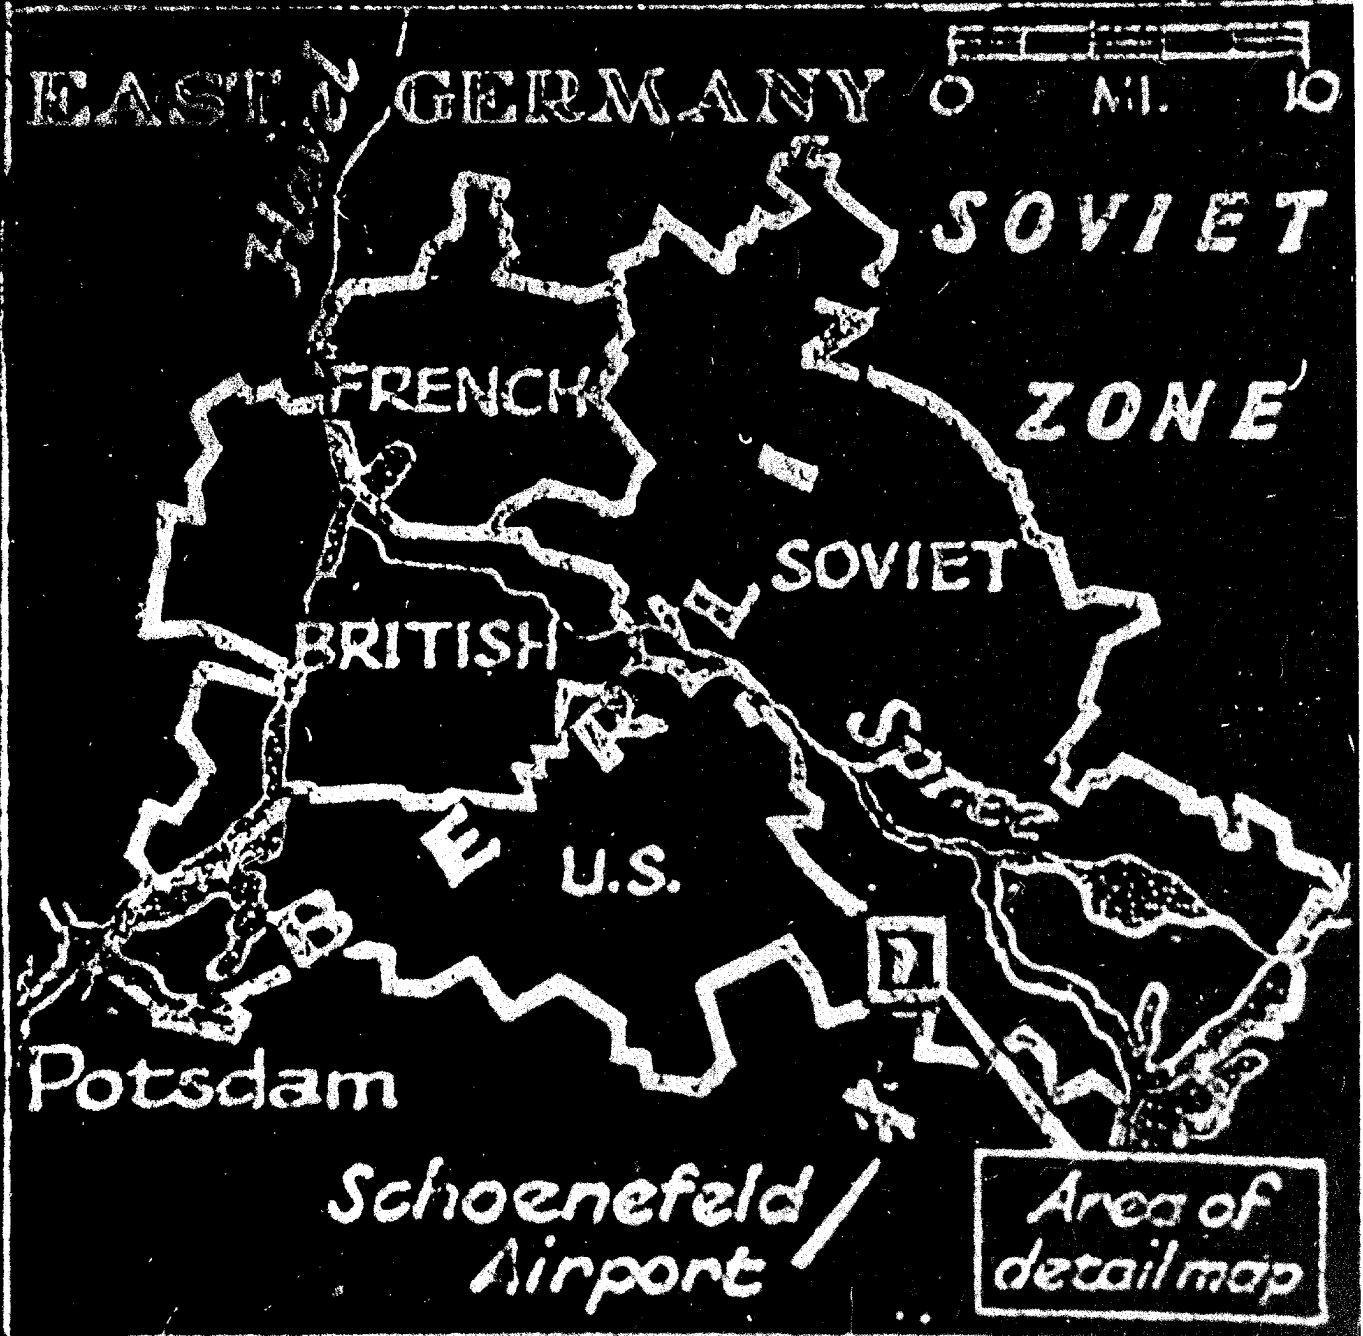 EAST GERMANY
0 MI. 10
Havel
SOVIET
ZONE
FRENCH
SOVIET
BRITISH
Spree
U.S.
BERLIN
Potsdam
Schoenefeld
Airport
Area of
detail map